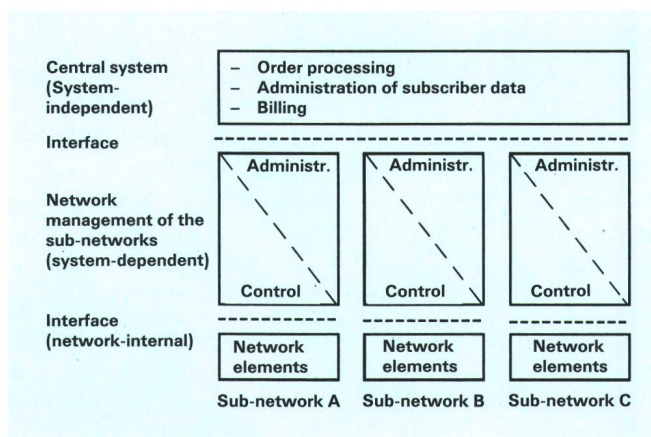 Central system
(System-
independent)
– Order processing
– Administration of subscriber data
– Billing
Interface
Network
management of the
sub-networks
(system-dependent)
Administr.
Control
Administr.
Control
Administr.
Control
Interface
(network-internal)
Network
elements
Network
elements
Network
elements
Sub-network A
Sub-network B
Sub-network C